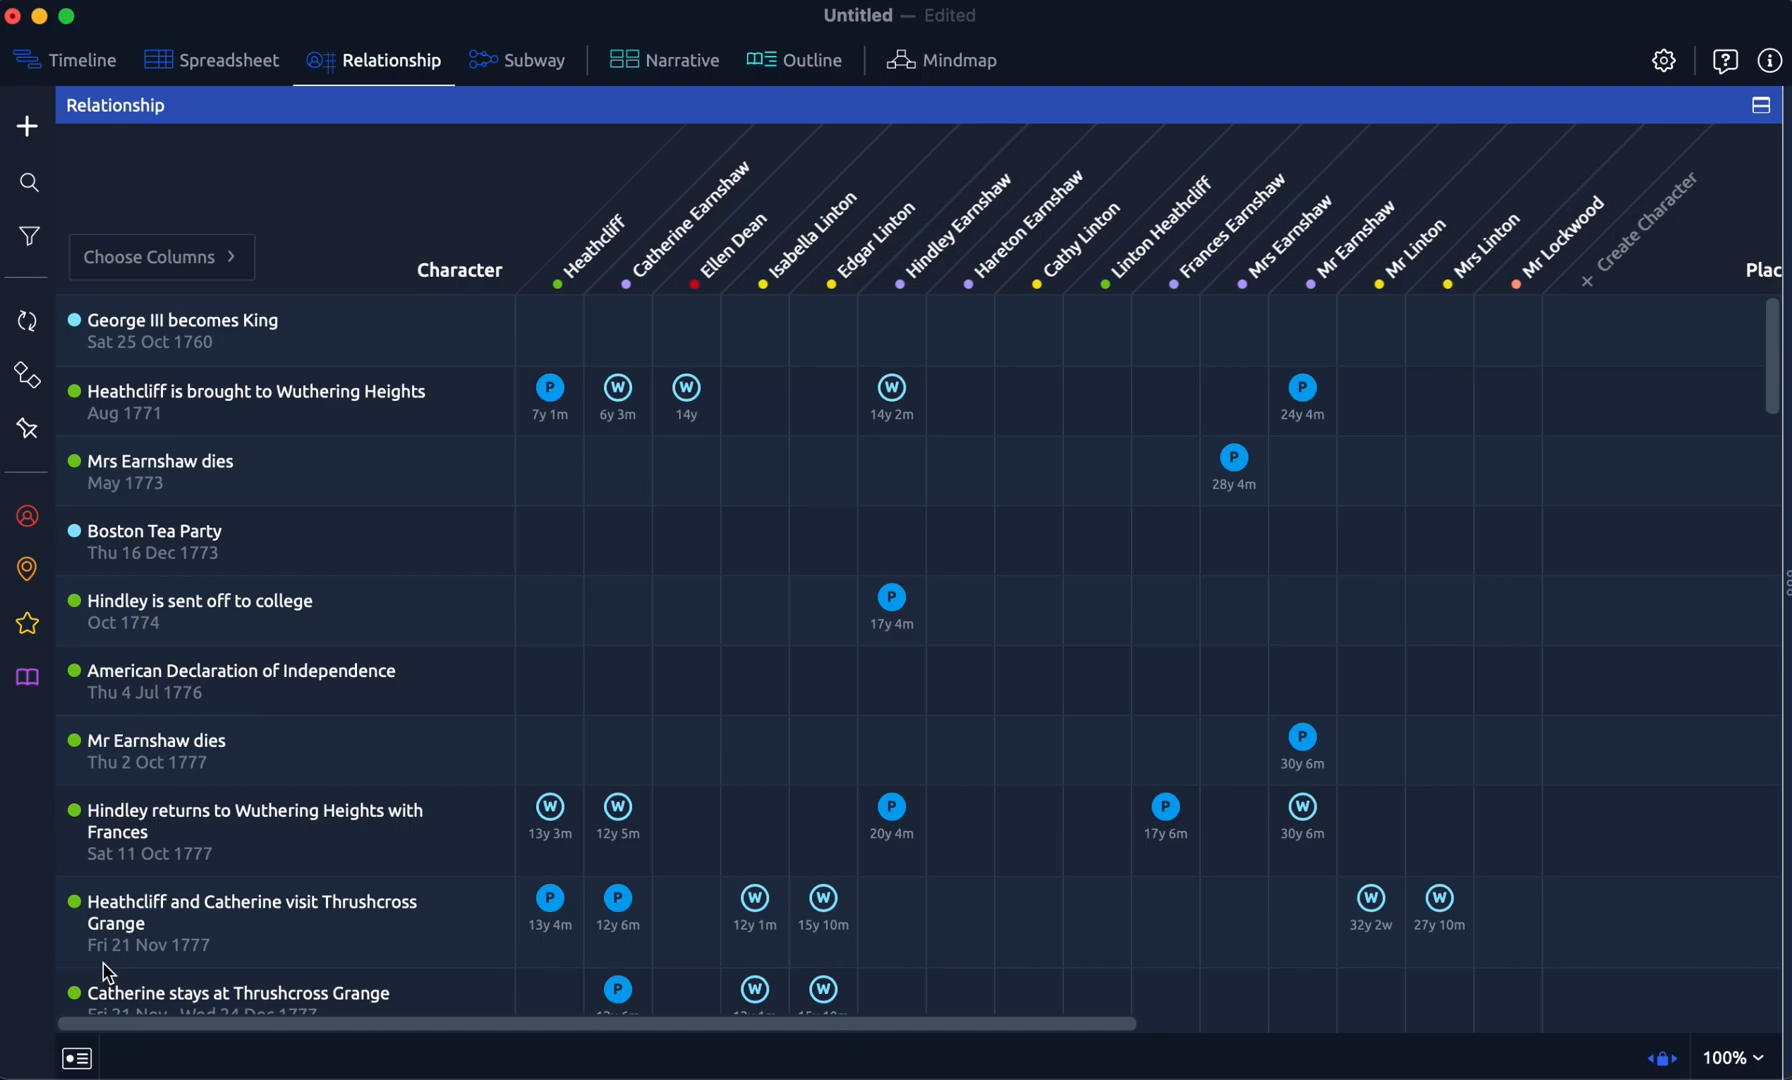 Untitled — Edited
Timeline Spreadsheet Relationship Subway Narrative Outline Mindmap
Relationship
Choose Columns >
Character
Heathcliff
Catherine Earnshaw
Ellen Dean
Isabella Linton
Edgar Linton
Hindley Earnshaw
Hareton Earnshaw
Cathy Linton
Linton Heathcliff
Frances Earnshaw
Mrs Earnshaw
Mr Earnshaw
Mr Linton
Mrs Linton
Mr Lockwood
Create Character
Plac
George III becomes King
Sat 25 Oct 1760
Heathcliff is brought to Wuthering Heights P W W W P
Aug 1771 7y 1m 6y 3m 14y 14y 2m 24y 4m
Mrs Earnshaw dies P
May 1773 28y 4m
Boston Tea Party
Thu 16 Dec 1773
Hindley is sent off to college P
Oct 1774 17y 4m
American Declaration of Independence
Thu 4 Jul 1776
Mr Earnshaw dies P
Thu 2 Oct 1777 30y 6m
Hindley returns to Wuthering Heights with W W P P W
Frances 13y 3m 12y 5m 20y 4m 17y 6m 30y 6m
Sat 11 Oct 1777
Heathcliff and Catherine visit Thrushcross P P W W W W
Grange 13y 4m 12y 6m 12y 1m 15y 10m 32y 2w 27y 10m
Fri 21 Nov 1777
Catherine stays at Thrushcross Grange P W W
Fri 21 Nov - Wed 24 Dec 1777
100%